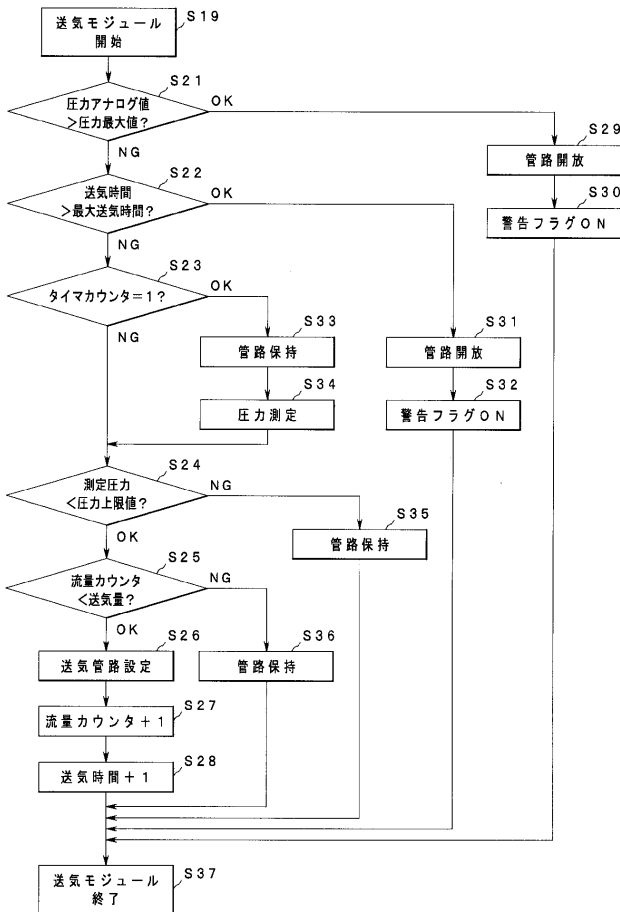 送気モジュール
開始
S19
S21
圧力アナログ値
>圧力最大値?
OK
NG
S29
管路開放
S30
警告フラグON
S22
送気時間
>最大送気時間?
OK
NG
S23
タイマカウンタ=1?
OK
NG
S33
管路保持
S34
圧力測定
S31
管路開放
S32
警告フラグON
S24
測定圧力
<圧力上限値?
NG
OK
S35
管路保持
S25
流量カウンタ
<送気量?
NG
OK
S26
送気管路設定
S36
管路保持
S27
流量カウンタ+1
S28
送気時間+1
S37
送気モジュール
終了